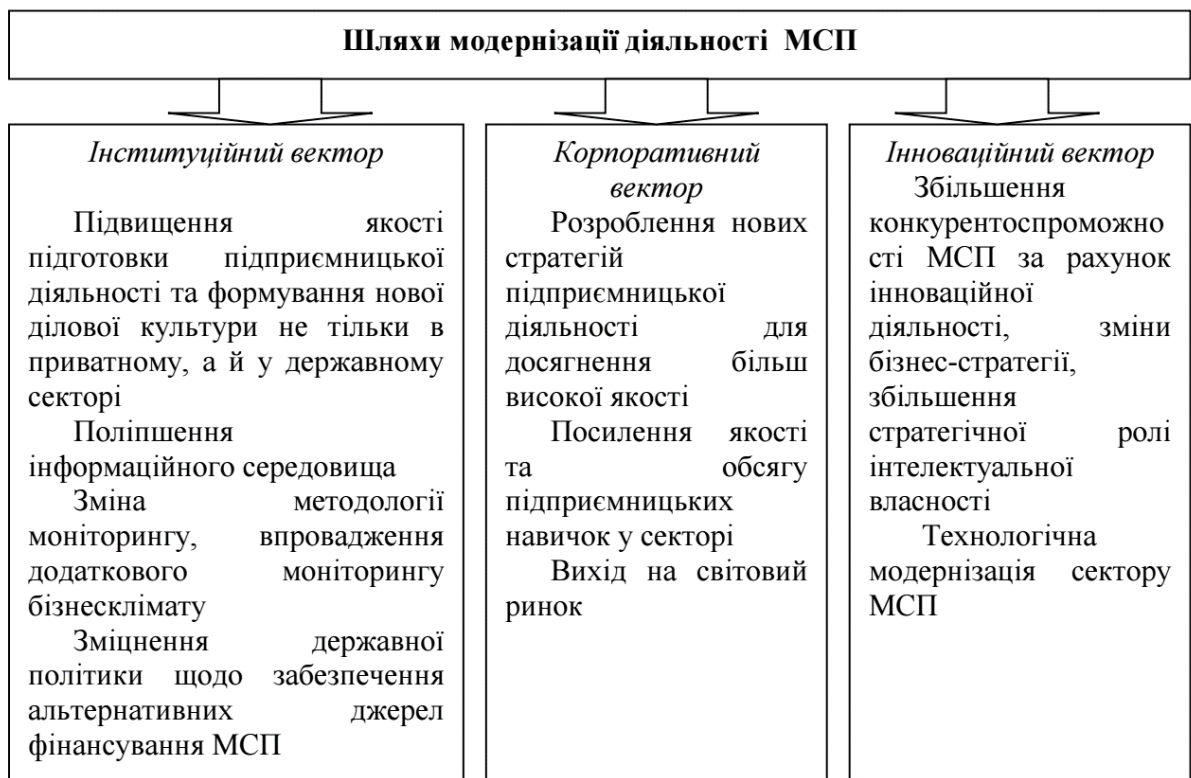 Шляхи модернізації діяльності МСП
Інституційний вектор
Підвищення якості
підготовки підприємницької
діяльності та формування нової
ділової культури не тільки в
приватному, а й у державному
секторі
Поліпшення
інформаційного середовища
Зміна методології
моніторингу, впровадження
додаткового моніторингу
бізнесклімату
Зміцнення державної
політики щодо забезпечення
альтернативних джерел
фінансування МСП
Корпоративний
вектор
Розроблення нових
стратегій
підприємницької
діяльності для
досягнення більш
високої якості
Посилення якості
та обсягу
підприємницьких
навичок у секторі
Вихід на світовий
ринок
Інноваційний вектор
Збільшення
конкурентоспроможно
сті МСП за рахунок
інноваційної
діяльності, зміни
бізнес-стратегії,
збільшення
стратегічної ролі
інтелектуальної
власності
Технологічна
модернізація сектору
МСП